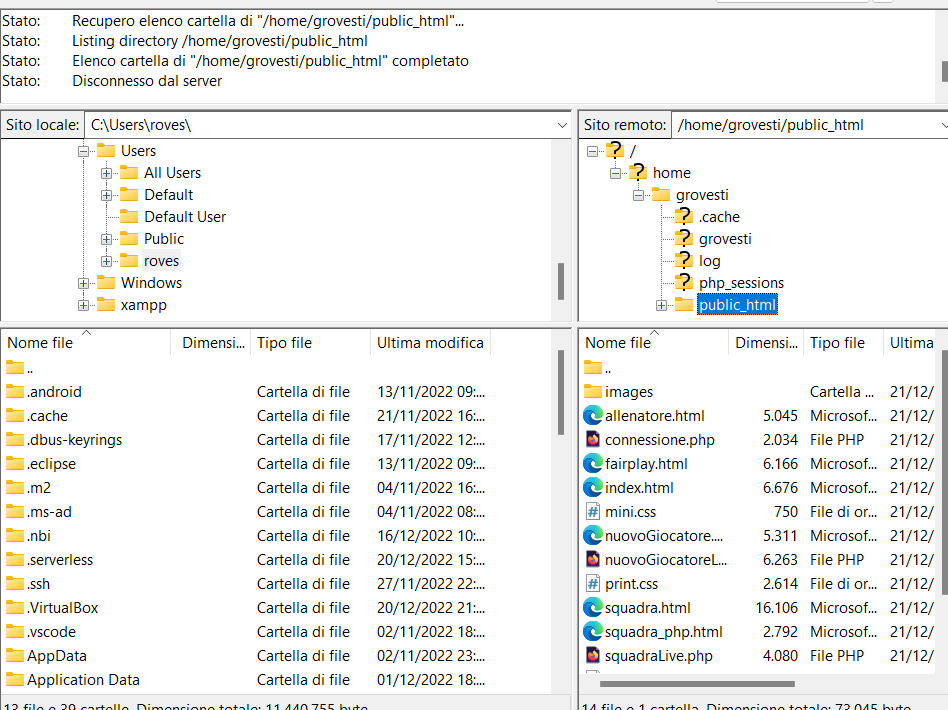 Stato: Recupero elenco cartella di "/home/grovesti/public_html"...
Stato: Listing directory /home/grovesti/public_html
Stato: Elenco cartella di "/home/grovesti/public_html" completato
Stato: Disconnesso dal server
Sito locale: C:\Users\roves\
Users
All Users
Default
Default User
Public
roves
Windows
xampp
Nome file Dimensi... Tipo file Ultima modifica
..
.android Cartella di file 13/11/2022 09:...
.cache Cartella di file 21/11/2022 16:...
.dbus-keyrings Cartella di file 17/11/2022 12:...
.eclipse Cartella di file 13/11/2022 09:...
.m2 Cartella di file 04/11/2022 16:...
.ms-ad Cartella di file 04/11/2022 08:...
.nbi Cartella di file 16/12/2022 10:...
.serverless Cartella di file 20/12/2022 15:...
.ssh Cartella di file 27/11/2022 22:...
.VirtualBox Cartella di file 20/12/2022 21:...
.vscode Cartella di file 02/11/2022 18:...
AppData Cartella di file 02/11/2022 23:...
Application Data Cartella di file 01/12/2022 18:...
13 file e 39 cartelle. Dimensione totale: 11.440.755 byte
Sito remoto: /home/grovesti/public_html
/
home
grovesti
.cache
grovesti
log
php_sessions
public_html
Nome file Dimensi... Tipo file Ultima
..
images Cartella ... 21/12/
allenatore.html 5.045 Microsof... 21/12/
connessione.php 2.034 File PHP 21/12/
fairplay.html 6.166 Microsof... 21/12/
index.html 6.676 Microsof... 21/12/
mini.css 750 File di or... 21/12/
nuovoGiocatore.... 5.311 Microsof... 21/12/
nuovoGiocatoreL... 6.263 File PHP 21/12/
print.css 2.614 File di or... 21/12/
squadra.html 16.106 Microsof... 21/12/
squadra_php.html 2.792 Microsof... 21/12/
squadraLive.php 4.080 File PHP 21/12/
14 file e 1 cartella. Dimensione totale: 73.045 byte